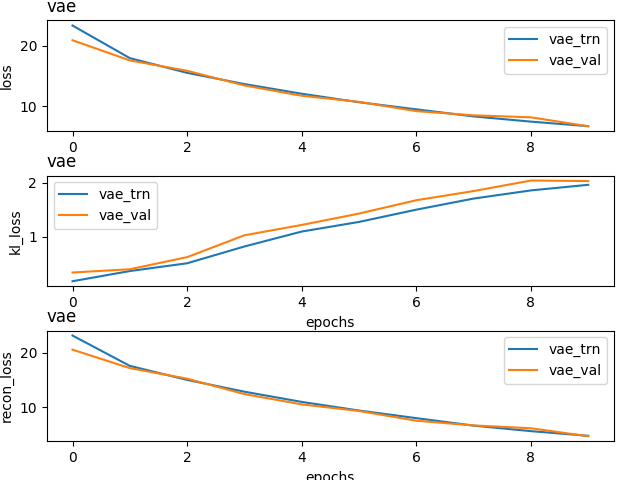 vae
loss
20
10
vae_trn
vae_val
0 2 4 6 8
vae
kl_loss
2
1
vae_trn
vae_val
0 2 4 6 8
epochs
vae
recon_loss
20
10
vae_trn
vae_val
0 2 4 6 8
epochs